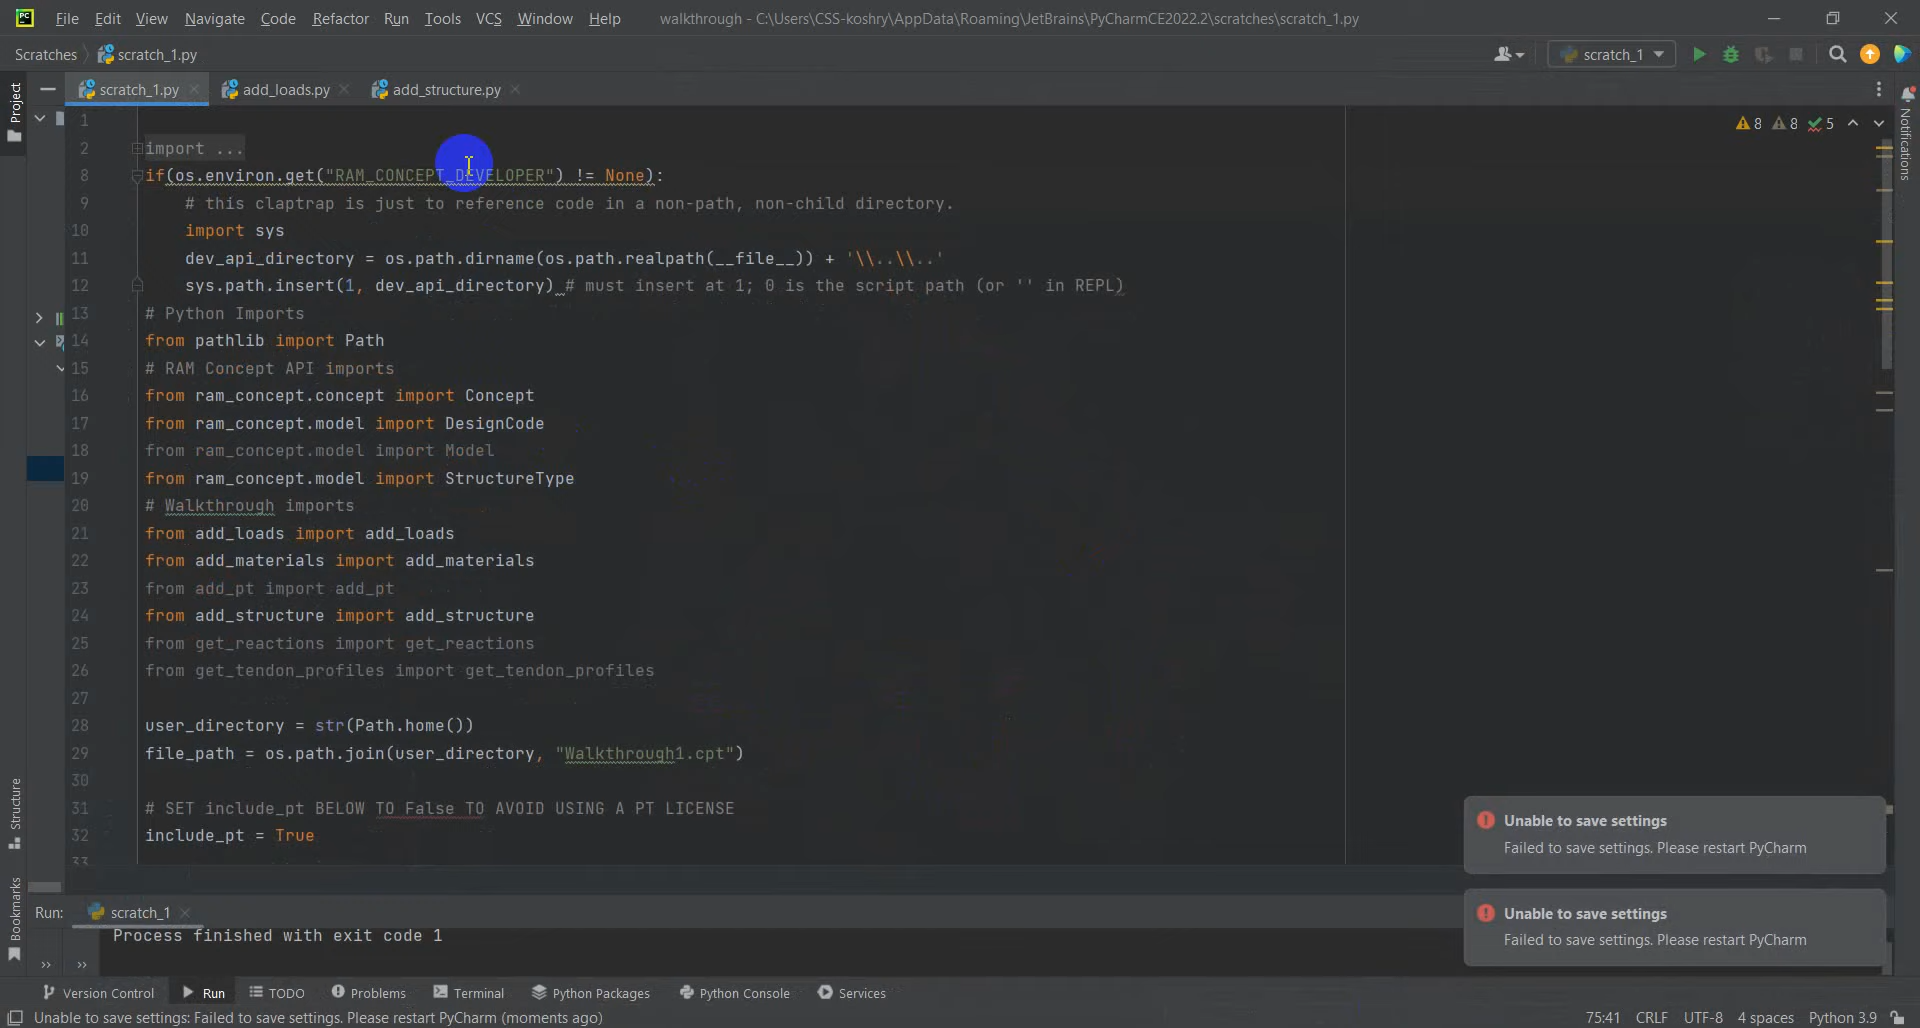 PC File Edit View Navigate Code Refactor Run Tools VCS Window Help walkthrough - C:\Users\CSS-koshry\AppData\Roaming\JetBrains\PyCharmCE2022.2\scratches\scratch_1.py
Scratches scratch_1.py scratch_1
Project scratch_1.py add_loads.py add_structure.py Notifications
8 8 5
1
2 import ...
8 if(os.environ.get("RAM_CONCEPT_DEVELOPER") != None):
9 # this claptrap is just to reference code in a non-path, non-child directory.
10 import sys
11 dev_api_directory = os.path.dirname(os.path.realpath(__file__)) + '\\..\\..'
12 sys.path.insert(1, dev_api_directory) # must insert at 1; 0 is the script path (or '' in REPL)
13 # Python Imports
14 from pathlib import Path
15 # RAM Concept API imports
16 from ram_concept.concept import Concept
17 from ram_concept.model import DesignCode
18 from ram_concept.model import Model
19 from ram_concept.model import StructureType
20 # Walkthrough imports
21 from add_loads import add_loads
22 from add_materials import add_materials
23 from add_pt import add_pt
24 from add_structure import add_structure
25 from get_reactions import get_reactions
26 from get_tendon_profiles import get_tendon_profiles
27
28 user_directory = str(Path.home())
29 file_path = os.path.join(user_directory, "Walkthrough1.cpt")
30
31 # SET include_pt BELOW TO False TO AVOID USING A PT LICENSE
32 include_pt = True
33
Structure
Bookmarks
Unable to save settings
Failed to save settings. Please restart PyCharm
Unable to save settings
Failed to save settings. Please restart PyCharm
Run: scratch_1
Process finished with exit code 1
Version Control Run TODO Problems Terminal Python Packages Python Console Services
Unable to save settings: Failed to save settings. Please restart PyCharm (moments ago) 75:41 CRLF UTF-8 4 spaces Python 3.9